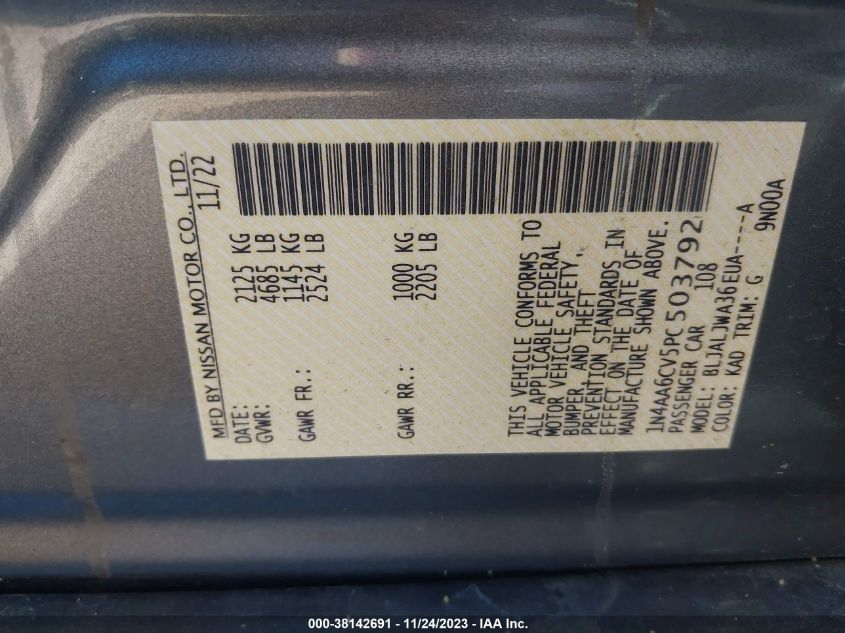 MFD BY NISSAN MOTOR CO., LTD.
DATE: 11/22
GVWR: 2125 KG
4685 LB
GAWR FR.: 1145 KG
2524 LB
GAWR RR.: 1000 KG
2205 LB
THIS VEHICLE CONFORMS TO
ALL APPLICABLE FEDERAL
MOTOR VEHICLE SAFETY,
BUMPER, AND THEFT
PREVENTION STANDARDS IN
EFFECT ON THE DATE OF
MANUFACTURE SHOWN ABOVE.
1N4AA6CV5PC503792
PASSENGER CAR 108
MODEL: BLJALJWA36EUA----A
COLOR: KAD TRIM: G 9N00A
000-38142691 - 11/24/2023 - IAA Inc.